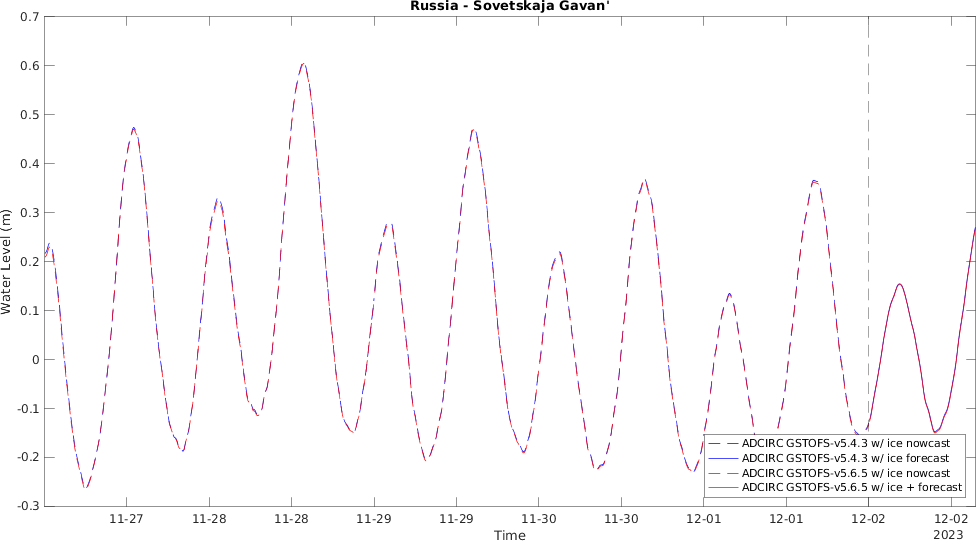 Russia - Sovetskaja Gavan'
0.7
0.6
0.5
0.4
0.3
0.2
0.1
0
-0.1
-0.2
-0.3
Water Level (m)
ADCIRC GSTOFS-v5.4.3 w/ ice nowcast
ADCIRC GSTOFS-v5.4.3 w/ ice forecast
ADCIRC GSTOFS-v5.6.5 w/ ice nowcast
ADCIRC GSTOFS-v5.6.5 w/ ice + forecast
11-27 11-28 11-28 11-29 11-29 11-30 11-30 12-01 12-01 12-02 12-02
2023
Time